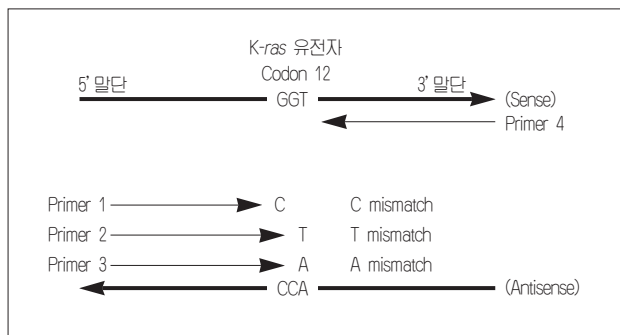 K-ras 유전자
Codon 12
5' 말단 GGT 3' 말단 (Sense)
Primer 4
Primer 1 C C mismatch
Primer 2 T T mismatch
Primer 3 A A mismatch
CCA (Antisense)